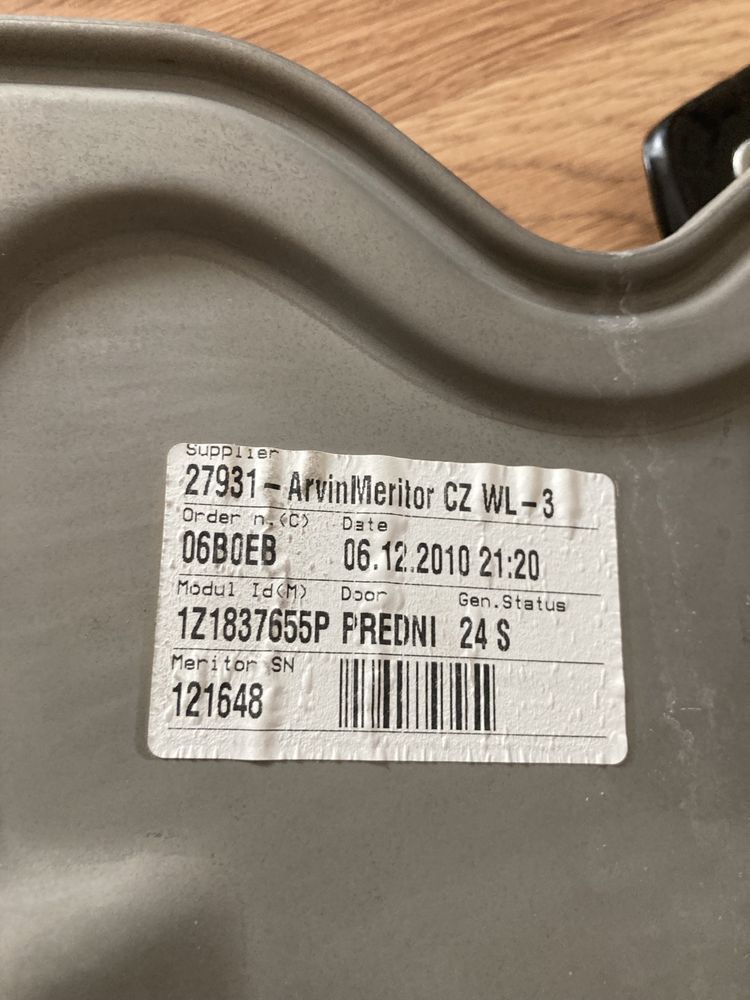 Supplier
27931 - ArvinMeritor CZ WL-3
Order n.(C) Date
06B0EB 06.12.2010 21:20
Modul Id(M) Door Gen.Status
1Z1837655P PREDNI 24 S
Meritor SN
121648